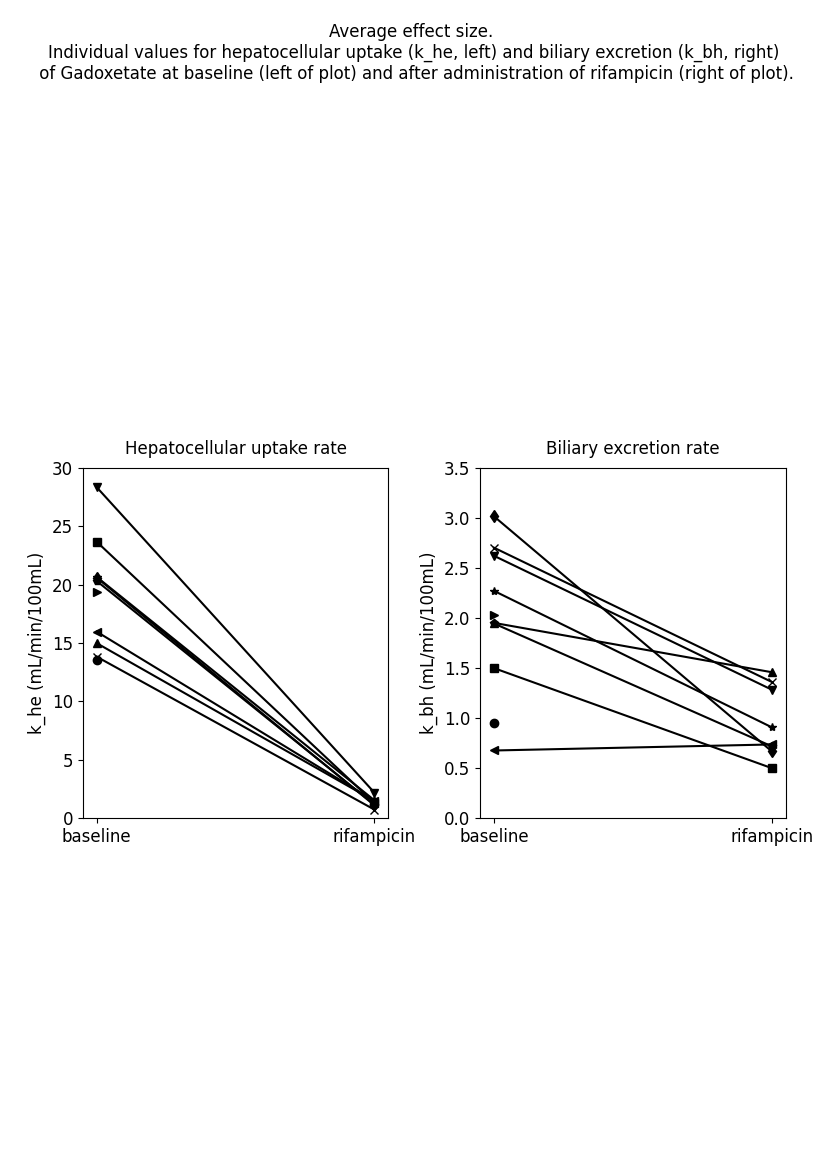 Average effect size.
Individual values for hepatocellular uptake (k_he, left) and biliary excretion (k_bh, right)
of Gadoxetate at baseline (left of plot) and after administration of rifampicin (right of plot).
Hepatocellular uptake rate
30
25
20
15
10
5
0
k_he (mL/min/100mL)
baseline
rifampicin
Biliary excretion rate
3.5
3.0
2.5
2.0
1.5
1.0
0.5
0.0
k_bh (mL/min/100mL)
baseline
rifampicin